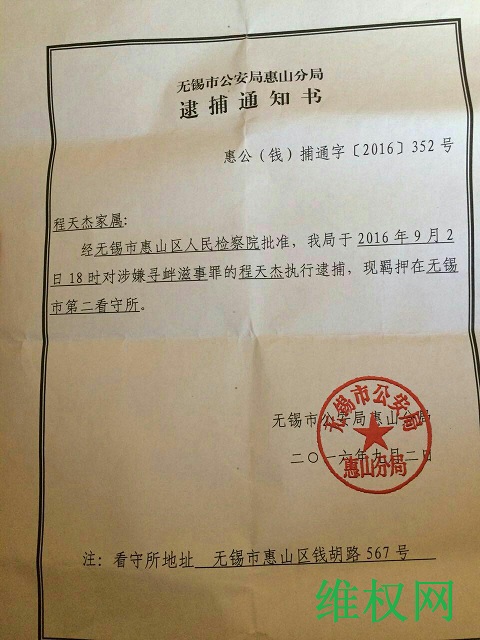 无锡市公安局惠山分局
逮捕通知书
惠公（钱）捕通字〔2016〕352号
程天杰家属：
经无锡市惠山区人民检察院批准，我局于2016年9月2
日18时对涉嫌寻衅滋事罪的程天杰执行逮捕，现羁押在无锡
市第二看守所。
无锡市公安局惠山分局
二〇一六年九月二日
无锡市公安局
惠山分局
注：看守所地址 无锡市惠山区钱胡路567号
维权网